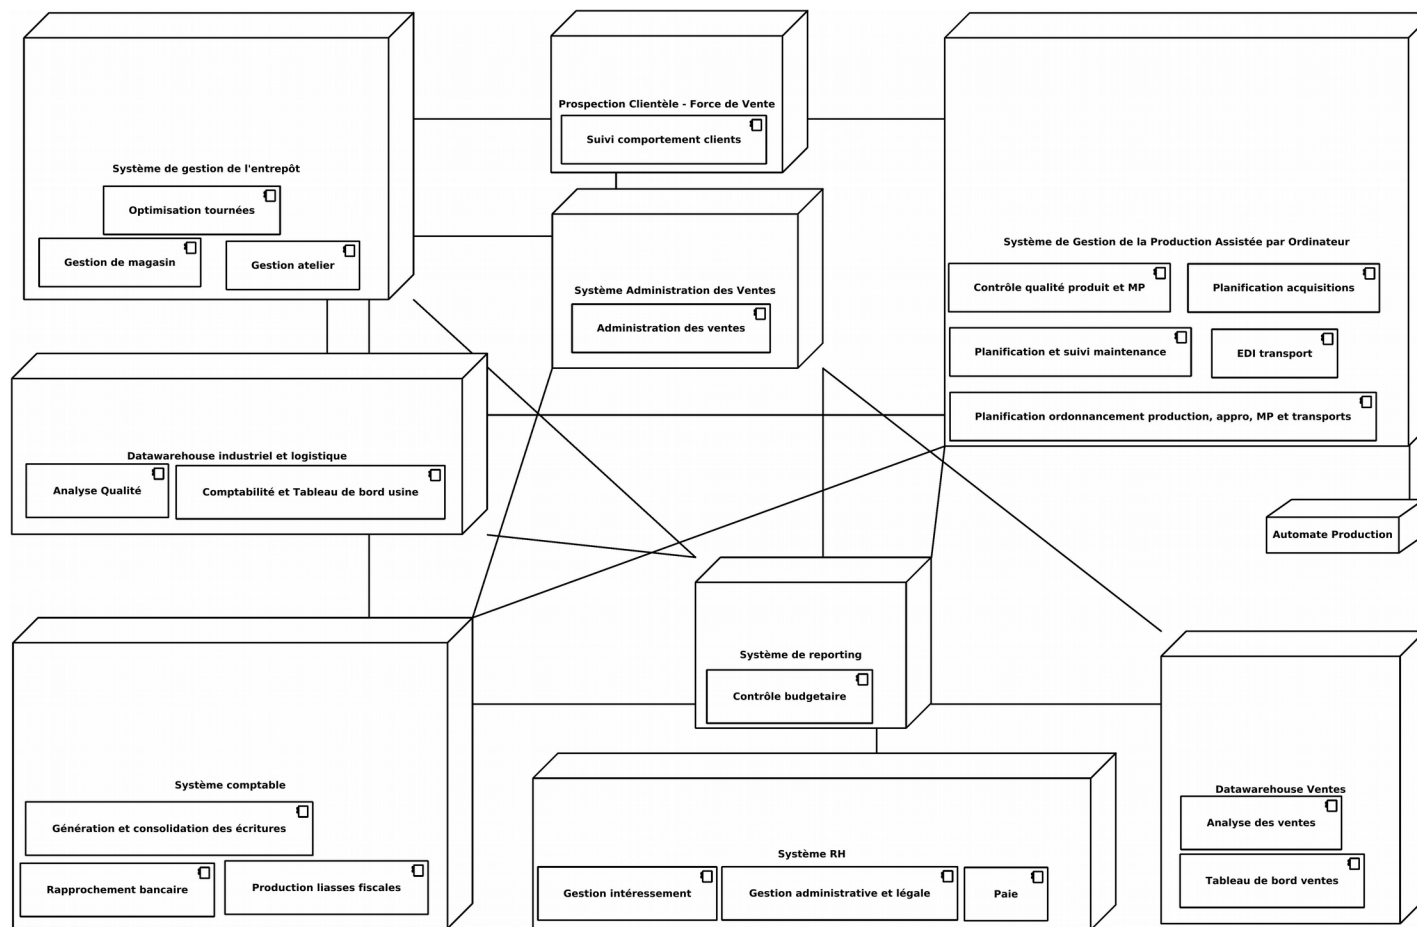 Prospection Clientèle - Force de Vente
Suivi comportement clients
Système de gestion de l'entrepôt
Optimisation tournées
Gestion de magasin
Gestion atelier
Système Administration des Ventes
Administration des ventes
Système de Gestion de la Production Assistée par Ordinateur
Contrôle qualité produit et MP
Planification acquisitions
Planification et suivi maintenance
EDI transport
Planification ordonnancement production, appro, MP et transports
Datawarehouse industriel et logistique
Analyse Qualité
Comptabilité et Tableau de bord usine
Automate Production
Système de reporting
Contrôle budgetaire
Système comptable
Génération et consolidation des écritures
Rapprochement bancaire
Production liasses fiscales
Système RH
Gestion intéressement
Gestion administrative et légale
Paie
Datawarehouse Ventes
Analyse des ventes
Tableau de bord ventes